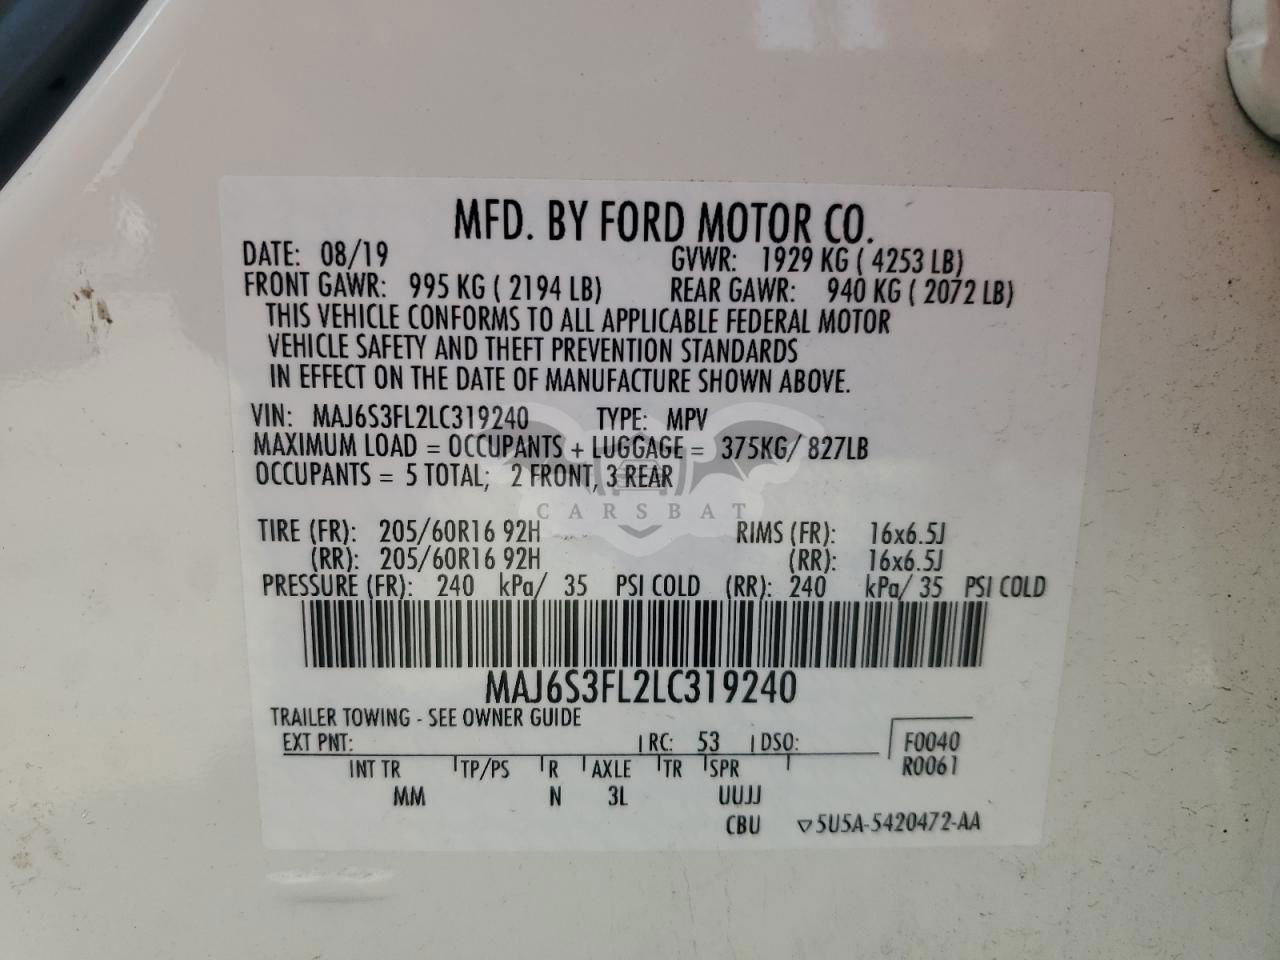 MFD. BY FORD MOTOR CO.
DATE: 08/19 GVWR: 1929 KG ( 4253 LB)
FRONT GAWR: 995 KG ( 2194 LB) REAR GAWR: 940 KG ( 2072 LB)
THIS VEHICLE CONFORMS TO ALL APPLICABLE FEDERAL MOTOR
VEHICLE SAFETY AND THEFT PREVENTION STANDARDS
IN EFFECT ON THE DATE OF MANUFACTURE SHOWN ABOVE.
VIN: MAJ6S3FL2LC319240 TYPE: MPV
MAXIMUM LOAD = OCCUPANTS + LUGGAGE = 375KG/ 827LB
OCCUPANTS = 5 TOTAL; 2 FRONT, 3 REAR
CARSBAT
TIRE (FR): 205/60R16 92H RIMS (FR): 16x6.5J
(RR): 205/60R16 92H (RR): 16x6.5J
PRESSURE (FR): 240 kPa/ 35 PSI COLD (RR): 240 kPa/ 35 PSI COLD
MAJ6S3FL2LC319240
TRAILER TOWING - SEE OWNER GUIDE
EXT PNT: RC: 53 DSO: F0040
INT TR TP/PS R AXLE TR SPR R0061
MM N 3L UUJJ
CBU ▽5U5A-5420472-AA